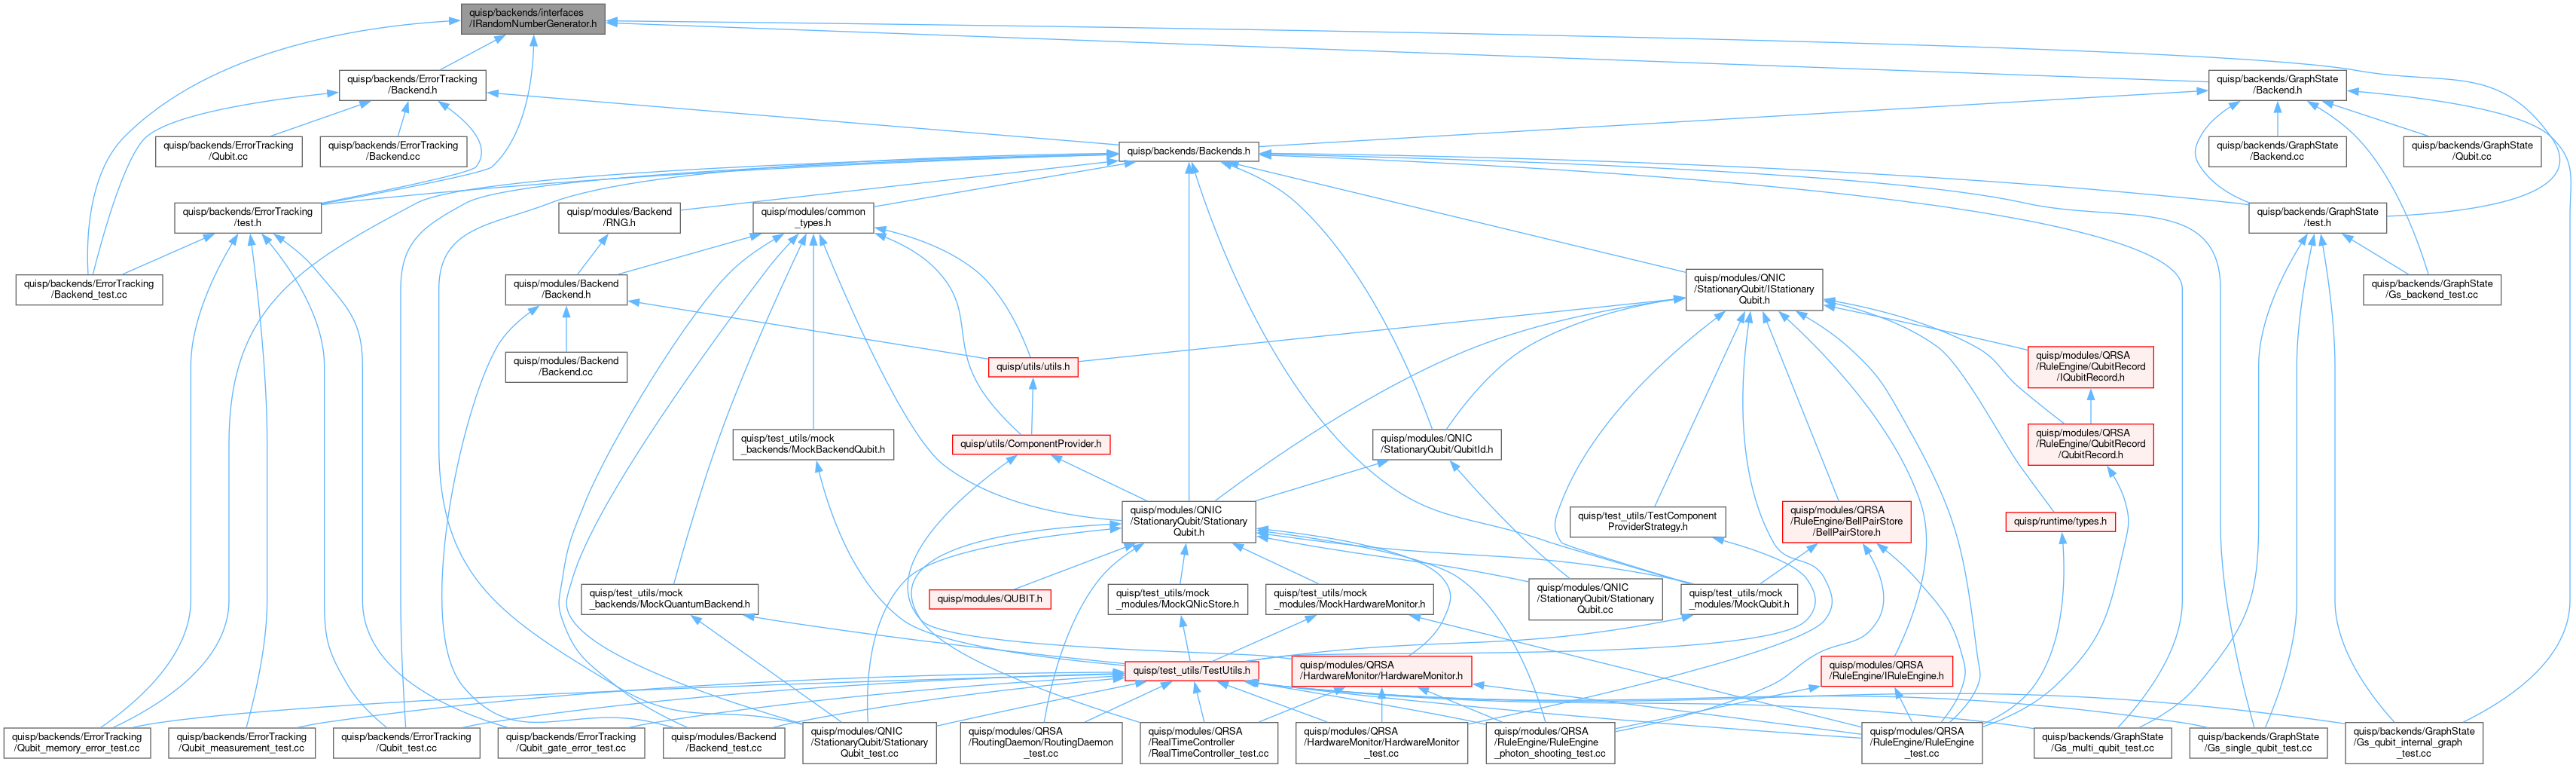 quisp/backends/interfaces
/IRandomNumberGenerator.h
quisp/backends/ErrorTracking
/Backend.h
quisp/backends/GraphState
/Backend.h
quisp/backends/ErrorTracking
/Qubit.cc
quisp/backends/ErrorTracking
/Backend.cc
quisp/backends/Backends.h
quisp/backends/GraphState
/Backend.cc
quisp/backends/GraphState
/Qubit.cc
quisp/backends/ErrorTracking
/test.h
quisp/modules/Backend
/RNG.h
quisp/modules/common
_types.h
quisp/backends/GraphState
/test.h
quisp/backends/ErrorTracking
/Backend_test.cc
quisp/modules/Backend
/Backend.h
quisp/modules/QNIC
/StationaryQubit/IStationary
Qubit.h
quisp/backends/GraphState
/Gs_backend_test.cc
quisp/modules/Backend
/Backend.cc
quisp/utils/utils.h
quisp/modules/QRSA
/RuleEngine/QubitRecord
/IQubitRecord.h
quisp/test_utils/mock
_backends/MockBackendQubit.h
quisp/utils/ComponentProvider.h
quisp/modules/QNIC
/StationaryQubit/QubitId.h
quisp/modules/QRSA
/RuleEngine/QubitRecord
/QubitRecord.h
quisp/modules/QNIC
/StationaryQubit/Stationary
Qubit.h
quisp/test_utils/TestComponent
ProviderStrategy.h
quisp/modules/QRSA
/RuleEngine/BellPairStore
/BellPairStore.h
quisp/runtime/types.h
quisp/test_utils/mock
_backends/MockQuantumBackend.h
quisp/modules/QUBIT.h
quisp/test_utils/mock
_modules/MockQNicStore.h
quisp/test_utils/mock
_modules/MockHardwareMonitor.h
quisp/modules/QNIC
/StationaryQubit/Stationary
Qubit.cc
quisp/test_utils/mock
_modules/MockQubit.h
quisp/test_utils/TestUtils.h
quisp/modules/QRSA
/HardwareMonitor/HardwareMonitor.h
quisp/modules/QRSA
/RuleEngine/IRuleEngine.h
quisp/backends/ErrorTracking
/Qubit_memory_error_test.cc
quisp/backends/ErrorTracking
/Qubit_measurement_test.cc
quisp/backends/ErrorTracking
/Qubit_test.cc
quisp/backends/ErrorTracking
/Qubit_gate_error_test.cc
quisp/modules/Backend
/Backend_test.cc
quisp/modules/QNIC
/StationaryQubit/Stationary
Qubit_test.cc
quisp/modules/QRSA
/RoutingDaemon/RoutingDaemon
_test.cc
quisp/modules/QRSA
/RealTimeController
/RealTimeController_test.cc
quisp/modules/QRSA
/HardwareMonitor/HardwareMonitor
_test.cc
quisp/modules/QRSA
/RuleEngine/RuleEngine
_photon_shooting_test.cc
quisp/modules/QRSA
/RuleEngine/RuleEngine
_test.cc
quisp/backends/GraphState
/Gs_multi_qubit_test.cc
quisp/backends/GraphState
/Gs_single_qubit_test.cc
quisp/backends/GraphState
/Gs_qubit_internal_graph
_test.cc